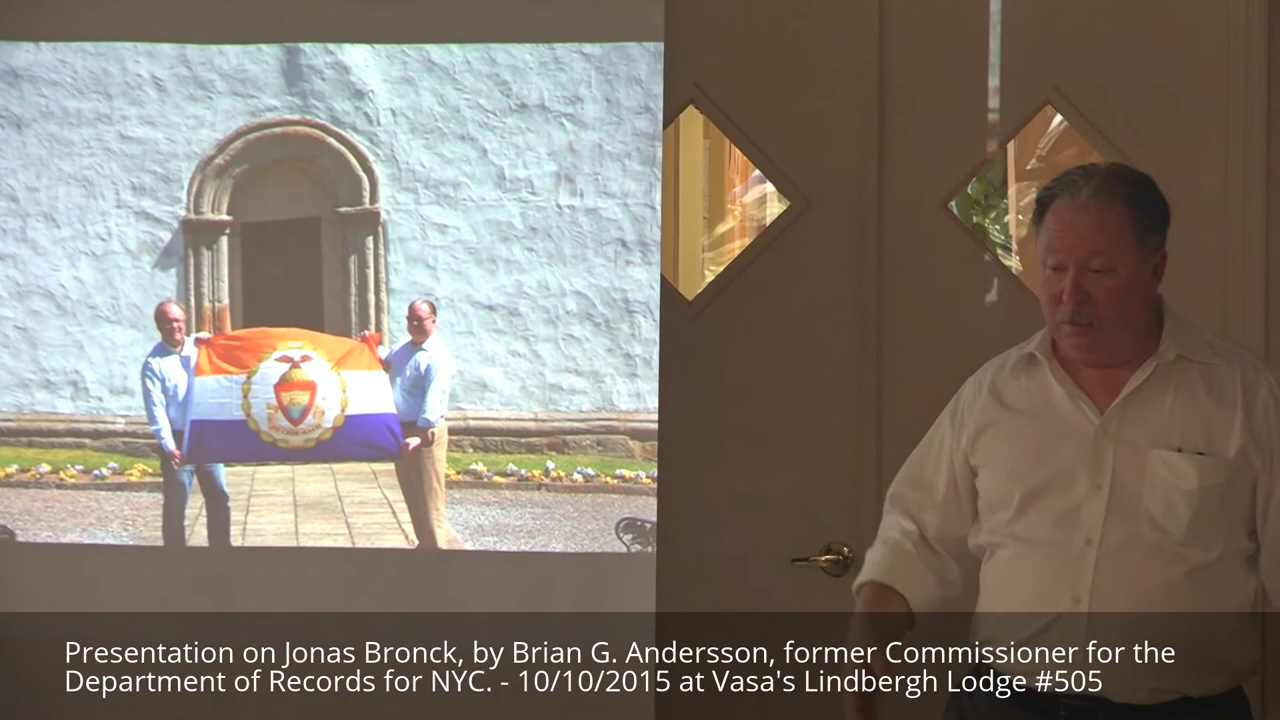 Presentation on Jonas Bronck, by Brian G. Andersson, former Commissioner for the
Department of Records for NYC. - 10/10/2015 at Vasa's Lindbergh Lodge #505